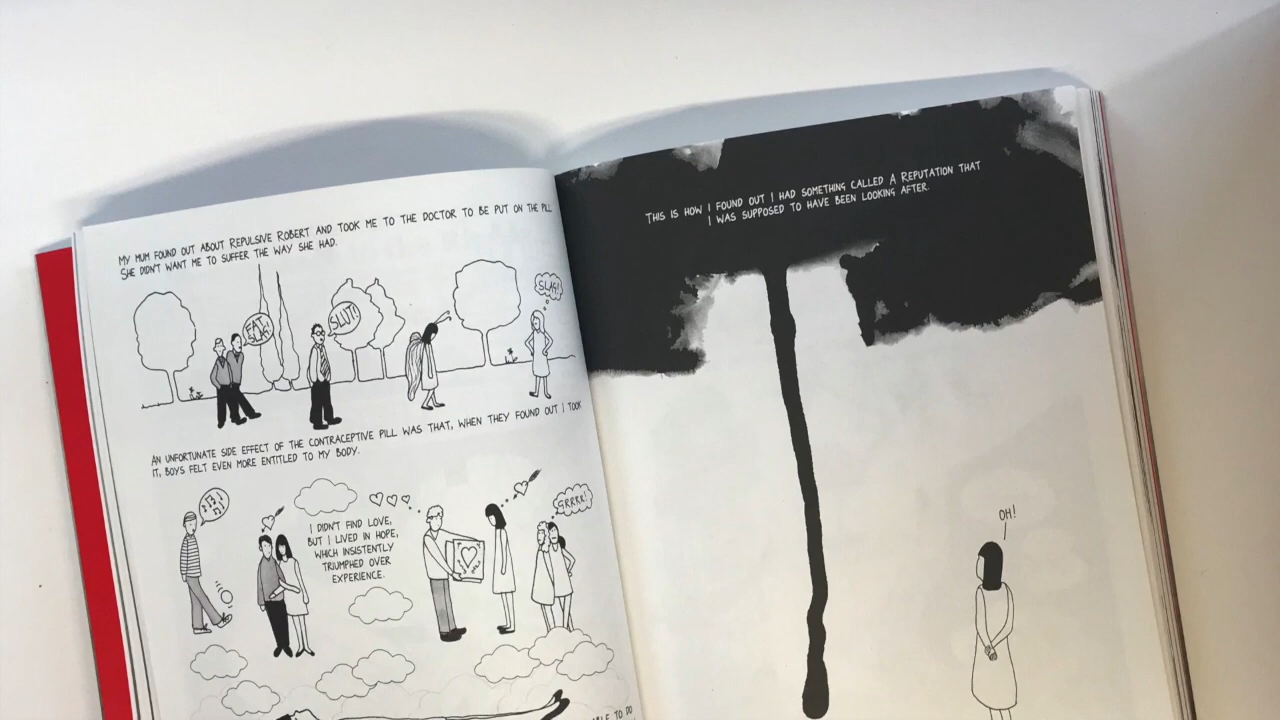 MY MUM FOUND OUT ABOUT REPULSIVE ROBERT AND TOOK ME TO THE DOCTOR TO BE PUT ON THE PILL
SHE DIDN'T WANT ME TO SUFFER THE WAY SHE HAD.
SLUT!
SLAG!
AN UNFORTUNATE SIDE EFFECT OF THE CONTRACEPTIVE PILL WAS THAT, WHEN THEY FOUND OUT I TOOK
IT, BOYS FELT EVEN MORE ENTITLED TO MY BODY.
I DIDN'T FIND LOVE,
BUT I LIVED IN HOPE,
WHICH INSISTENTLY
TRIUMPHED OVER
EXPERIENCE.
GRRRR!
TO DO
THIS IS HOW I FOUND OUT I HAD SOMETHING CALLED A REPUTATION THAT
I WAS SUPPOSED TO HAVE BEEN LOOKING AFTER.
OH!